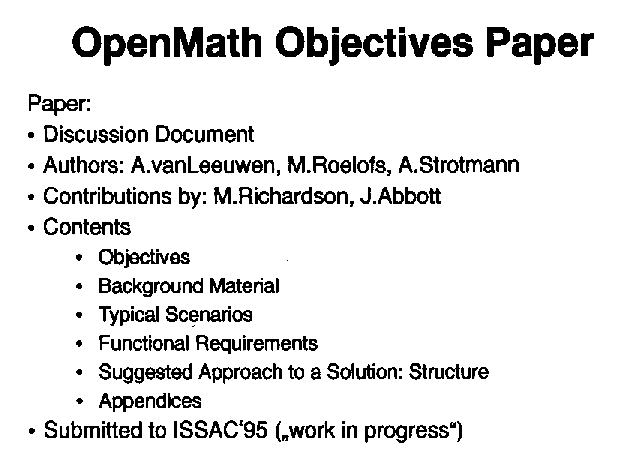 OpenMath Objectives Paper
Paper:
• Discussion Document
• Authors: A.vanLeeuwen, M.Roelofs, A.Strotmann
• Contributions by: M.Richardson, J.Abbott
• Contents
• Objectives
• Background Material
• Typical Scenarios
• Functional Requirements
• Suggested Approach to a Solution: Structure
• Appendices
• Submitted to ISSAC'95 („work in progress“)